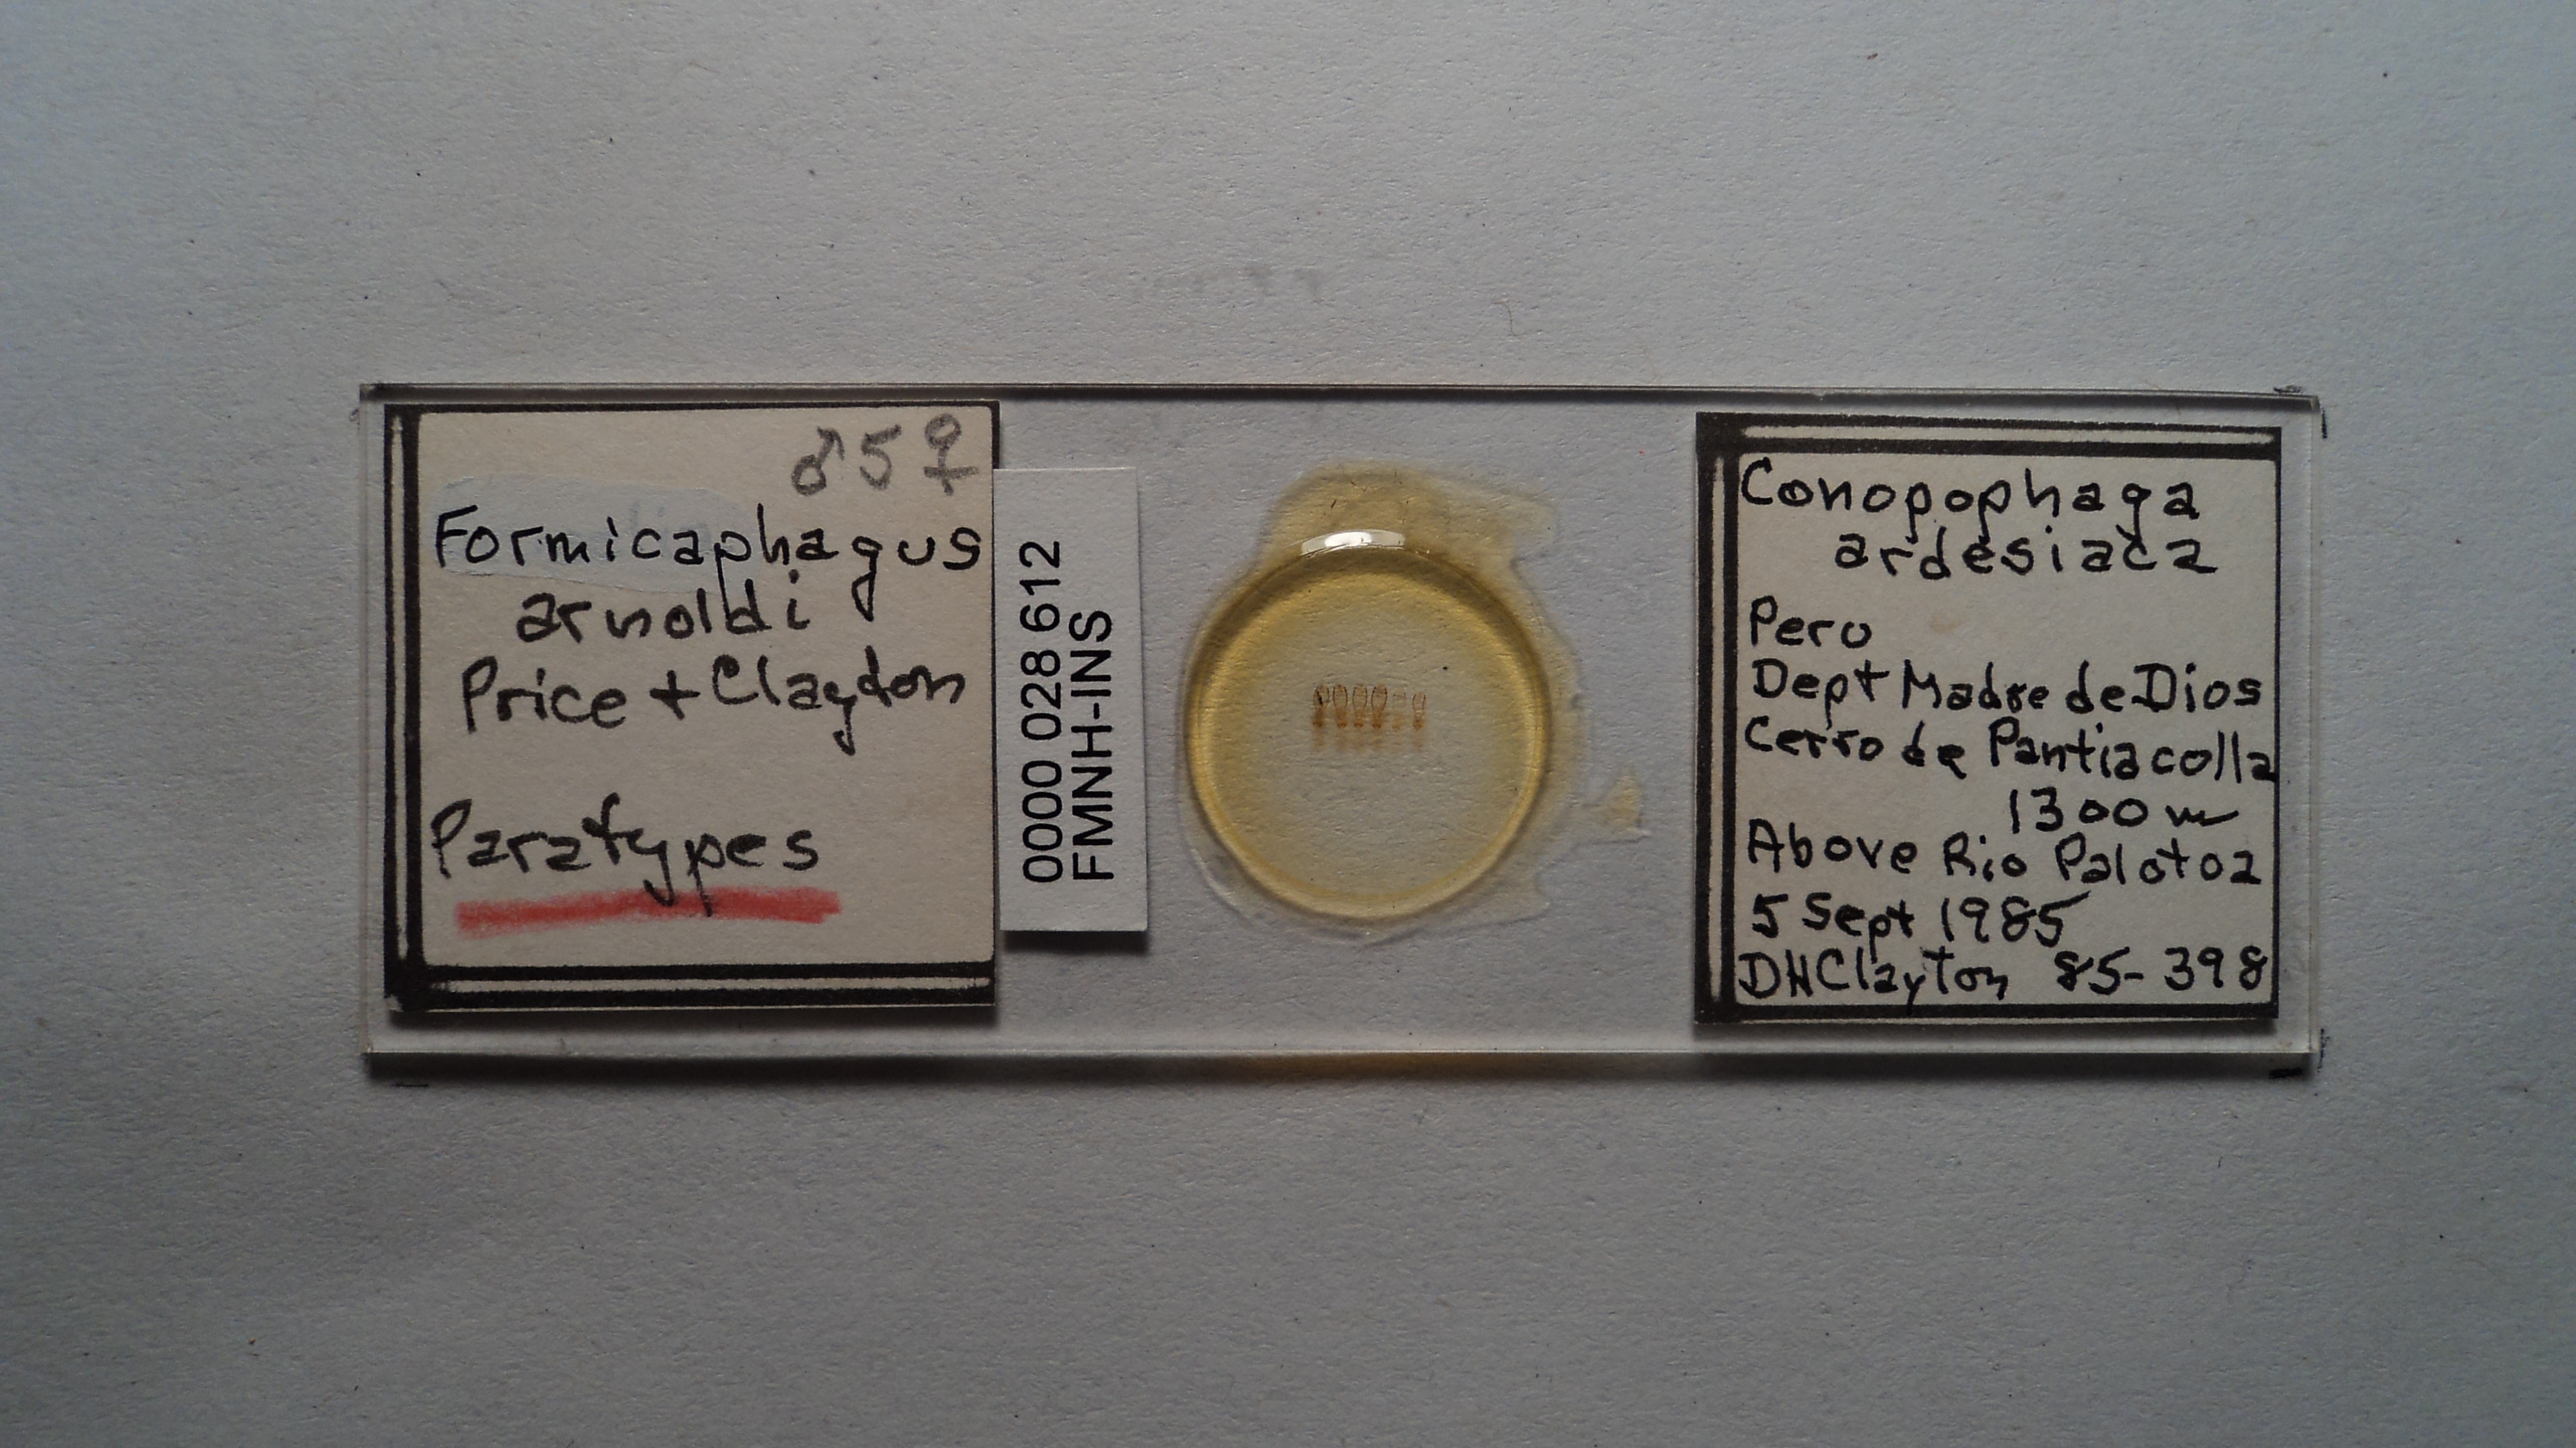 ♂5♀
Formicaphagus
arnoldi
Price + Clayton
Paratypes
0000 028 612
FMNH-INS
Conopophaga
ardesiaca
Peru
Dept Madre de Dios
Cerro de Pantiacolla
1300 m
Above Rio Palotoa
5 Sept 1985
DHClayton 85-398